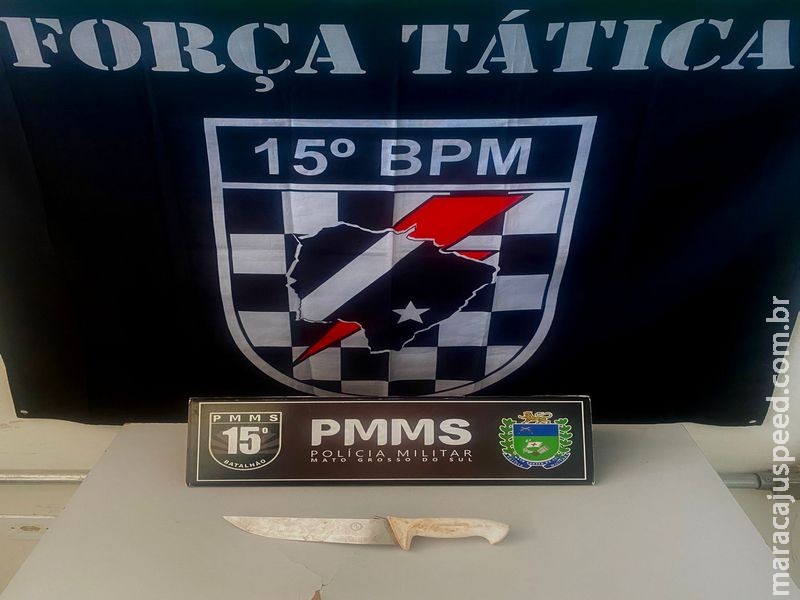 FORÇA TÁTICA
15º BPM
PMMS
15º
BATALHÃO
PMMS
POLÍCIA MILITAR
MATO GROSSO DO SUL
maracajuspeed.com.br